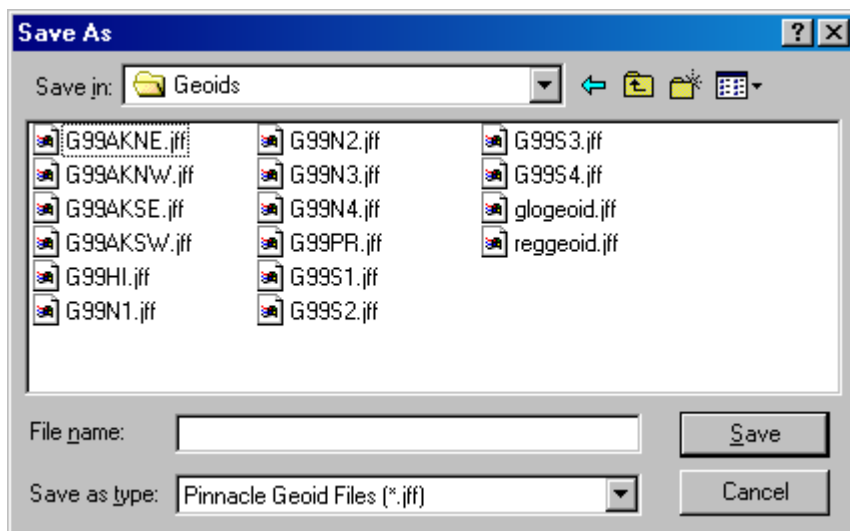 Save As
Save in: Geoids
G99AKNE.jff G99N2.jff G99S3.jff
G99AKNW.jff G99N3.jff G99S4.jff
G99AKSE.jff G99N4.jff glogeoid.jff
G99AKSW.jff G99PR.jff reggeoid.jff
G99HI.jff G99S1.jff
G99N1.jff G99S2.jff
File name: Save
Save as type: Pinnacle Geoid Files (*.jff) Cancel